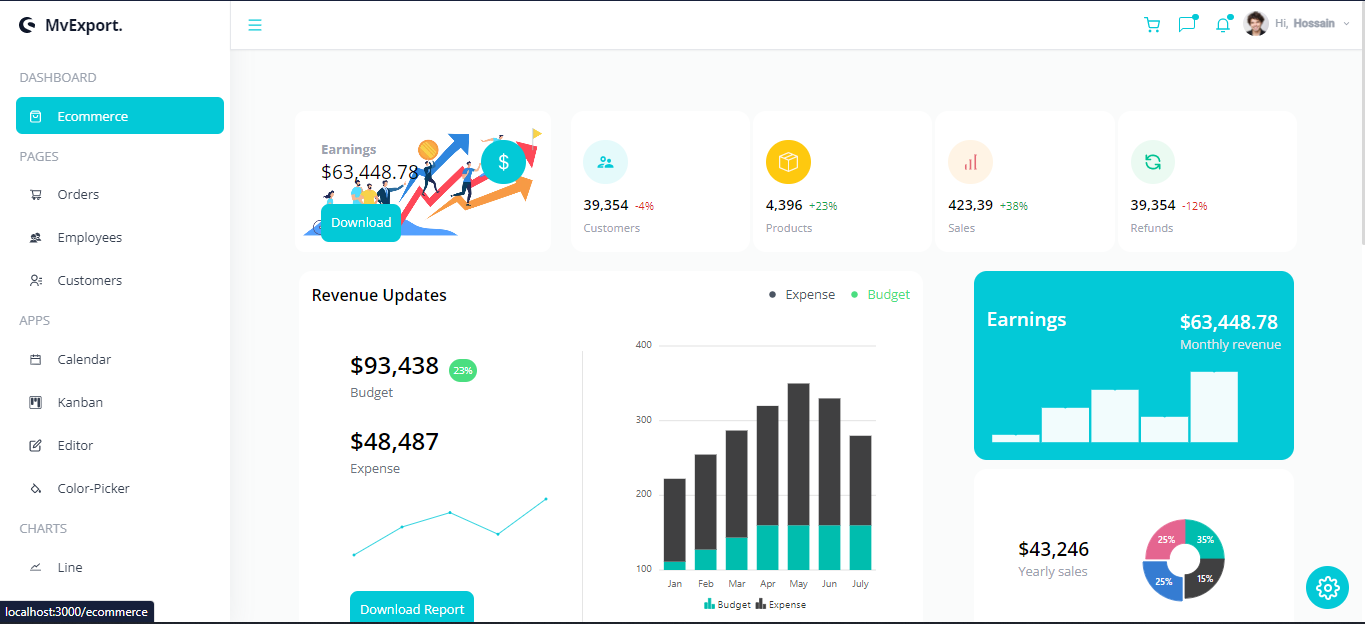 MvExport.
Hi, Hossain
DASHBOARD
Ecommerce
PAGES
Orders
Employees
Customers
APPS
Calendar
Kanban
Editor
Color-Picker
CHARTS
Line
localhost:3000/ecommerce
Earnings
$63,448.78
$
Download
39,354 -4%
Customers
4,396 +23%
Products
423,39 +38%
Sales
39,354 -12%
Refunds
Revenue Updates
Expense Budget
$93,438 23%
Budget
$48,487
Expense
Download Report
400
300
200
100
Jan Feb Mar Apr May Jun July
Budget Expense
Earnings
$63,448.78
Monthly revenue
$43,246
Yearly sales
25% 35%
25% 15%